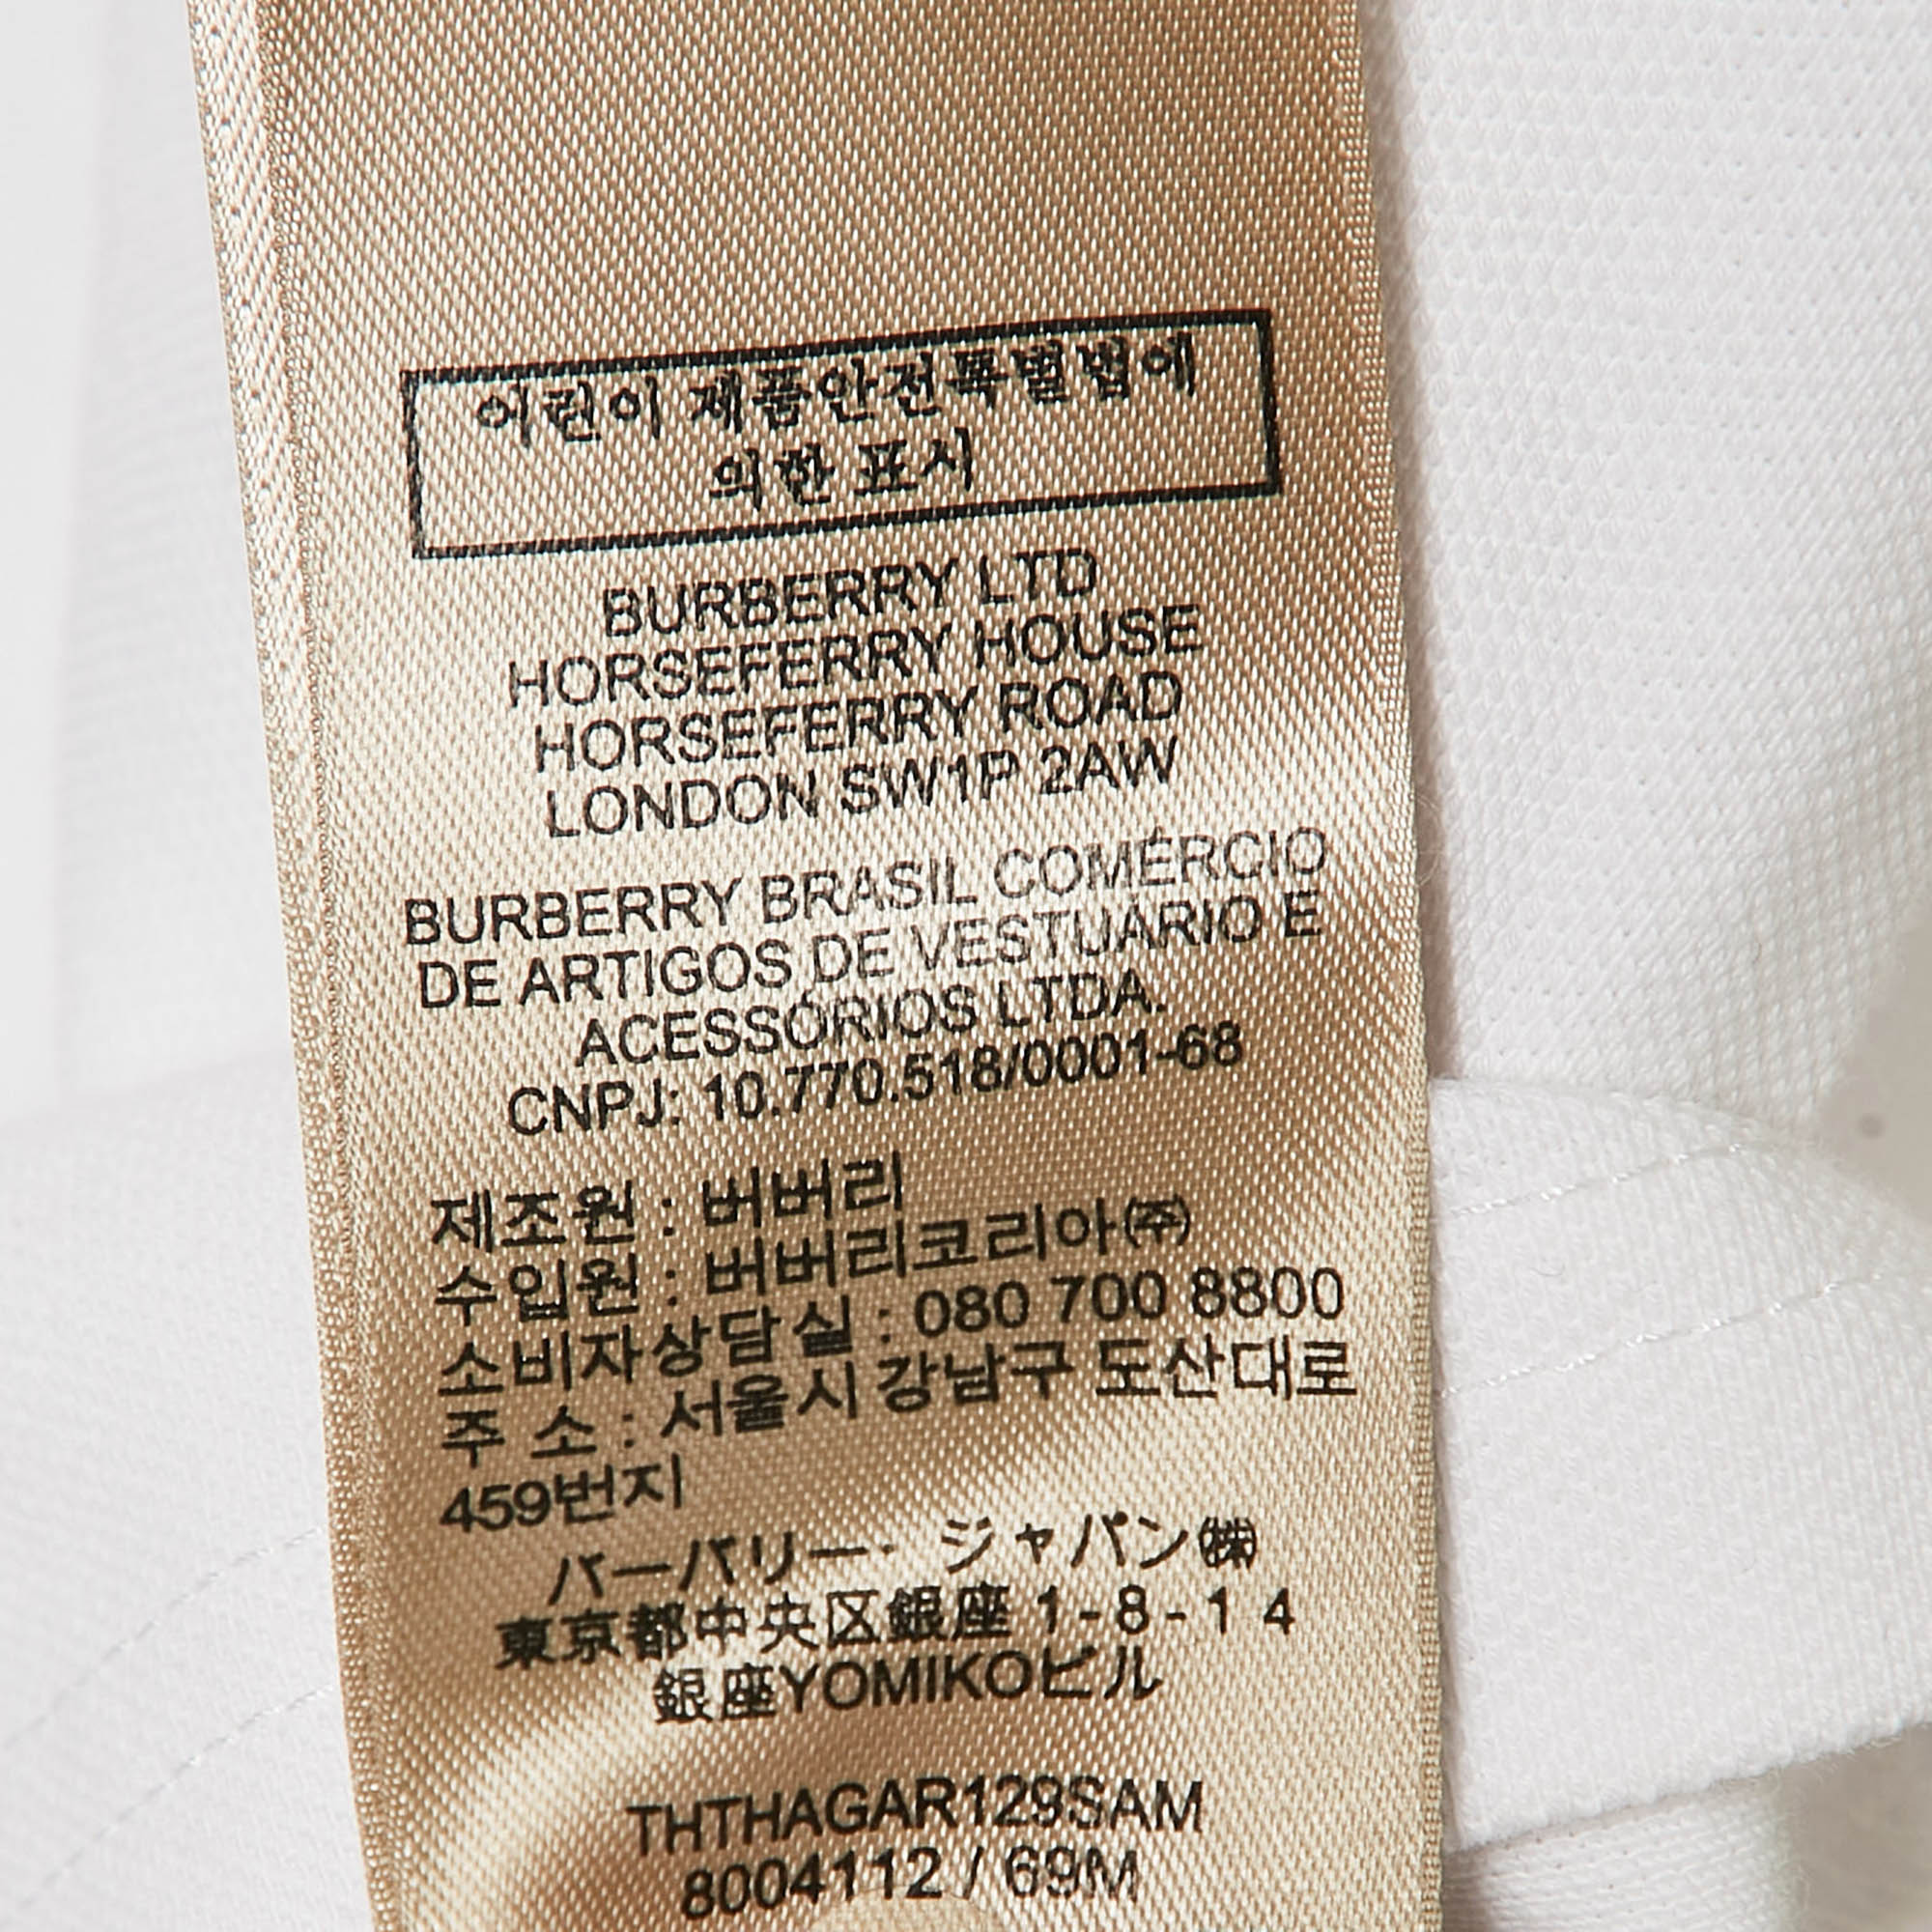 어린이 제품안전특별법에
의한 표시
BURBERRY LTD
HORSEFERRY HOUSE
HORSEFERRY ROAD
LONDON SW1P 2AW
BURBERRY BRASIL COMÉRCIO
DE ARTIGOS DE VESTUÁRIO E
ACESSÓRIOS LTDA.
CNPJ: 10.770.518/0001-68
제조원 : 버버리
수입원 : 버버리코리아㈜
소비자상담실 : 080 700 8800
주 소 : 서울시 강남구 도산대로
459번지
バーバリー・ジャパン㈱
東京都中央区銀座 1-8-1 4
銀座YOMIKOビル
THTHAGAR129SAM
8004112 / 69M